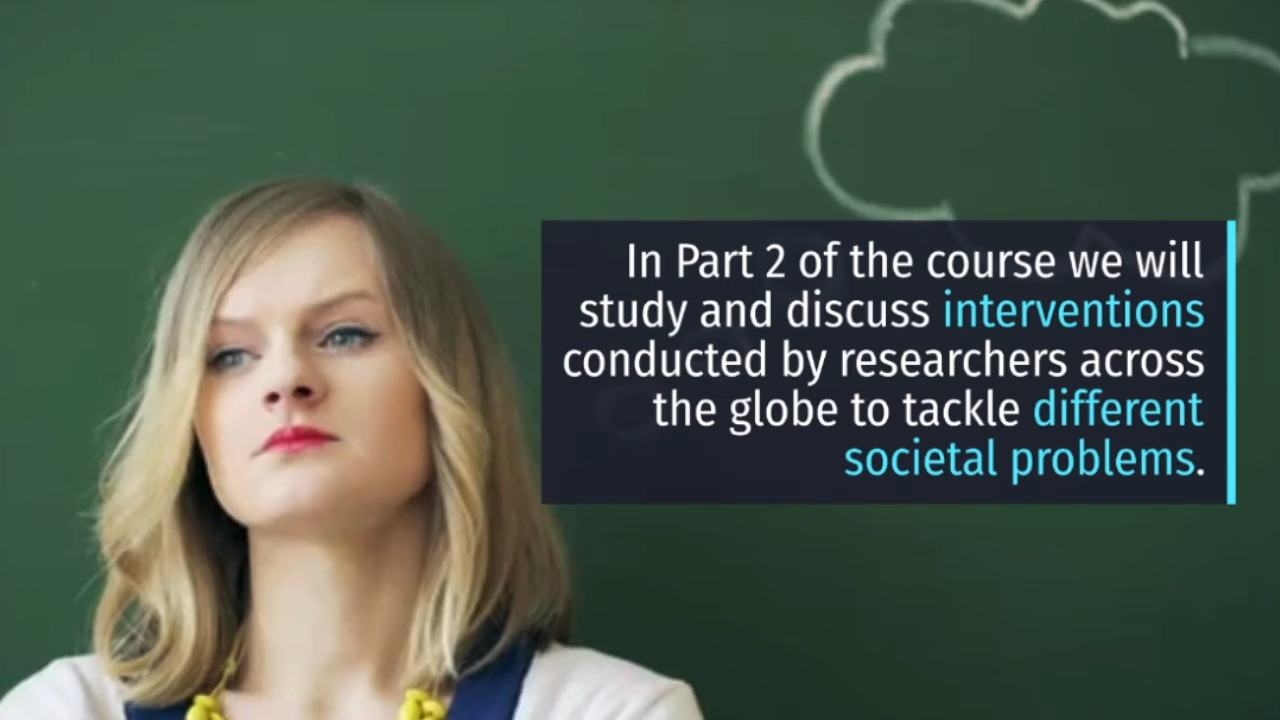 In Part 2 of the course we will
study and discuss interventions
conducted by researchers across
the globe to tackle different
societal problems.